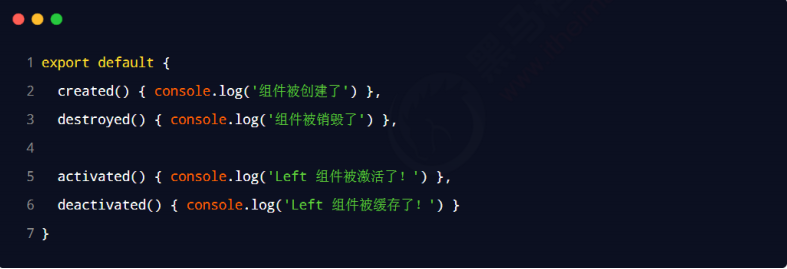 1 export default {
2 created() { console.log('组件被创建了') },
3 destroyed() { console.log('组件被销毁了') },
4
5 activated() { console.log('Left 组件被激活了!') },
6 deactivated() { console.log('Left 组件被缓存了!') }
7 }